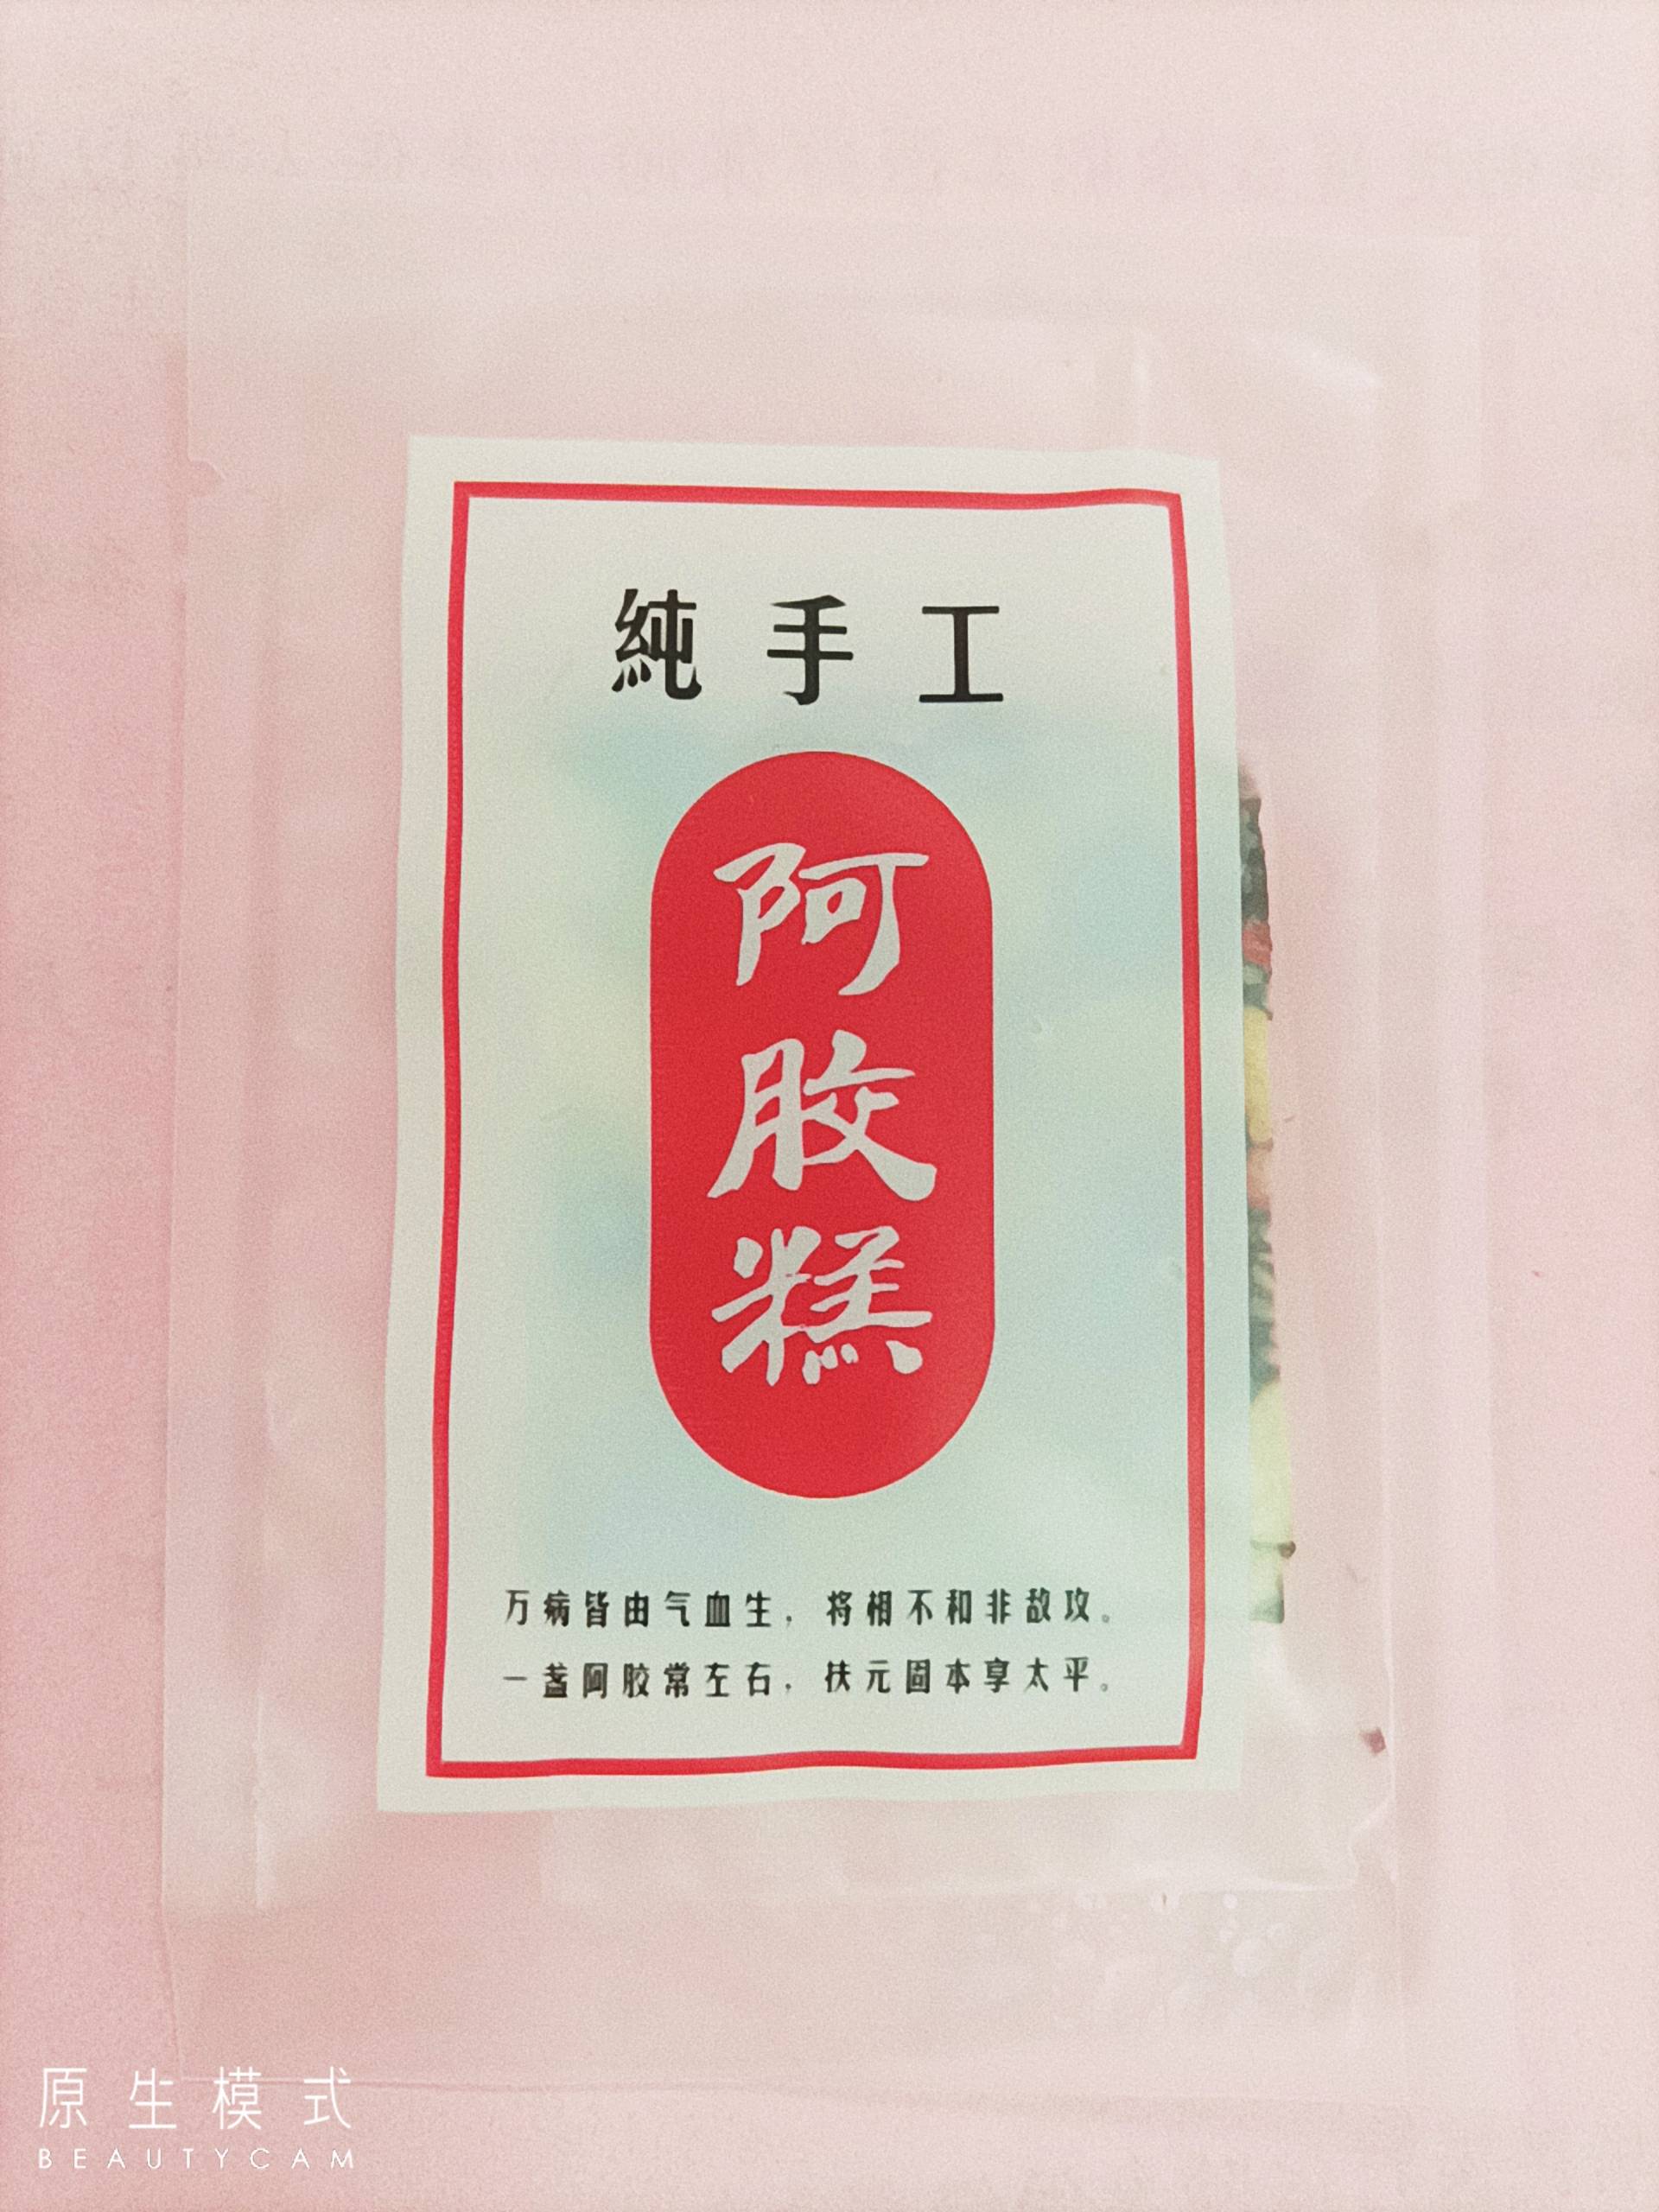 純手工
阿胶糕
万病皆由气血生，将相不和非敌攻。
一盏阿胶常左右，扶元固本享太平。
原生模式
BEAUTYCAM